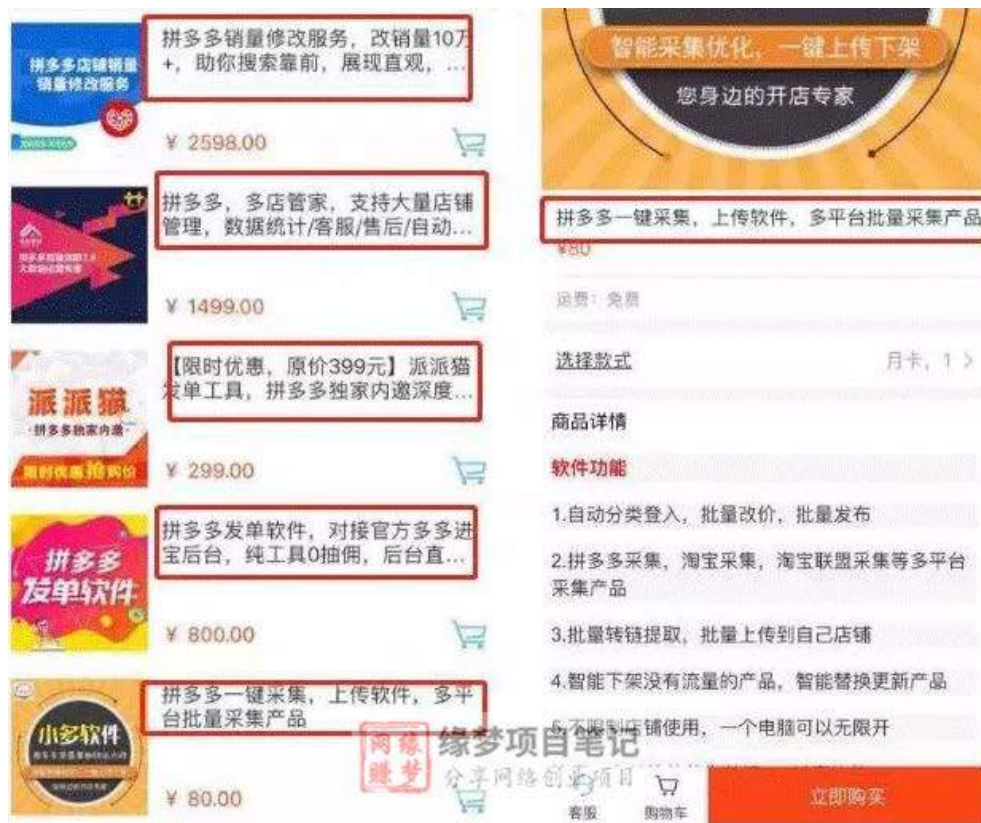 拼多多店铺销量
销量修改服务
拼多多销量修改服务，改销量10万
+，助你搜索靠前，展现直观，...
¥ 2598.00
拼多多，多店管家，支持大量店铺
管理，数据统计/客服/售后/自动...
¥ 1499.00
派派猫
·拼多多独家内邀·
限时优惠抢购价
【限时优惠，原价399元】派派猫
发单工具，拼多多独家内邀深度...
¥ 299.00
拼多多
发单软件
拼多多发单软件，对接官方多多进
宝后台，纯工具0抽佣，后台直...
¥ 800.00
小多软件
拼多多一键采集，上传软件，多平
台批量采集产品
¥ 80.00
智能采集优化，一键上传下架
您身边的开店专家
拼多多一键采集，上传软件，多平台批量采集产品
¥80
运费：免费
选择款式
月卡，1 >
商品详情
软件功能
1.自动分类登入，批量改价，批量发布
2.拼多多采集，淘宝采集，淘宝联盟采集等多平台
采集产品
3.批量转链提取，批量上传到自己店铺
4.智能下架没有流量的产品，智能替换更新产品
5.不限制店铺使用，一个电脑可以无限开
客服
购物车
立即购买
网缘
赚梦
缘梦项目笔记
分享网络创业项目